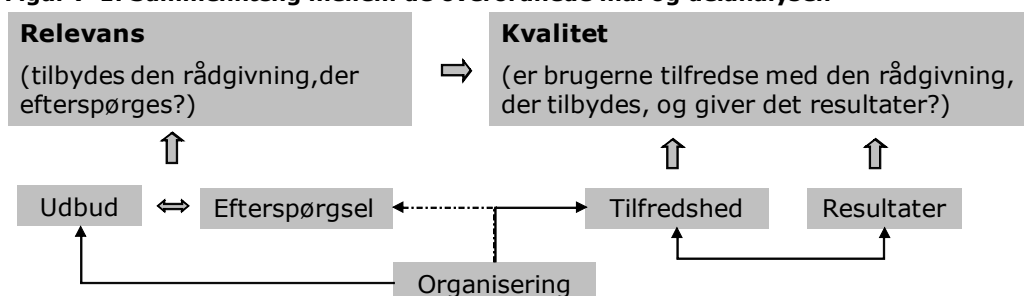 Relevans
(tilbydes den rådgivning,der
efterspørges?)
Kvalitet
(er brugerne tilfredse med den rådgivning,
der tilbydes, og giver det resultater?)
Udbud
Efterspørgsel
Tilfredshed
Resultater
Organisering